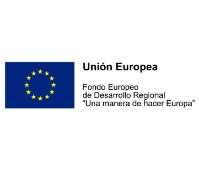 Unión Europea
Fondo Europeo
de Desarrollo Regional
"Una manera de hacer Europa"